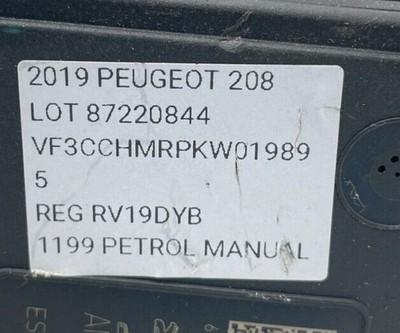 2019 PEUGEOT 208
LOT 87220844
VF3CCHMRPKW01989
5
REG RV19DYB
1199 PETROL MANUAL